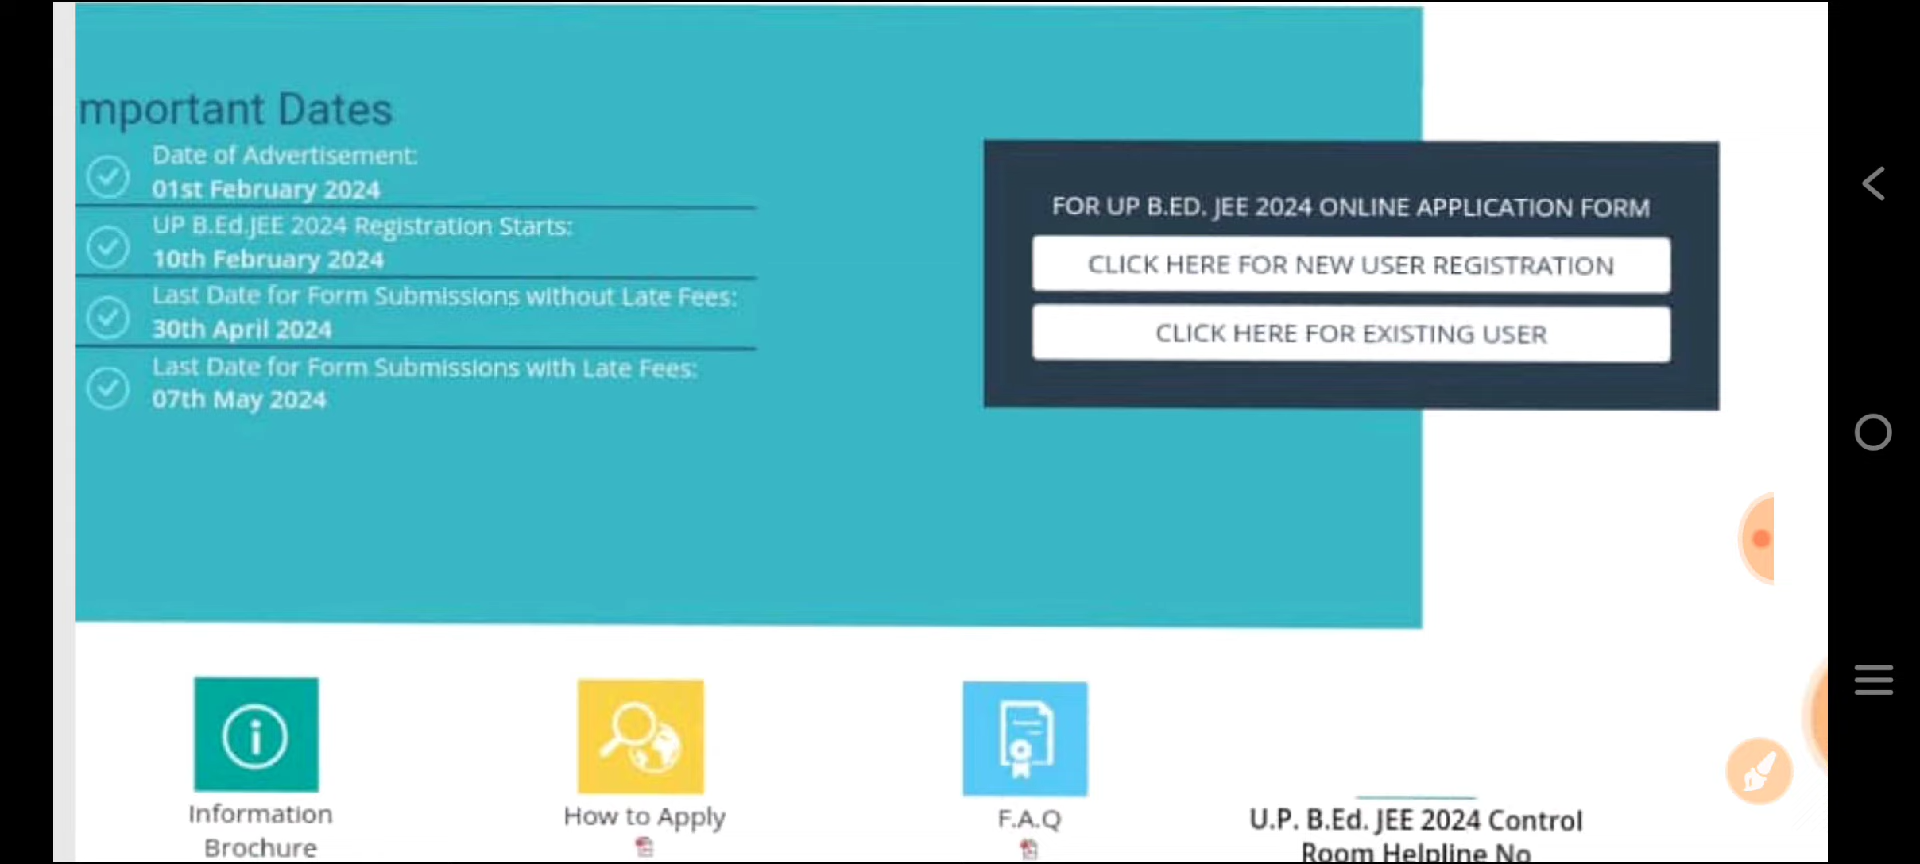 mportant Dates
Date of Advertisement:
01st February 2024
UP B.Ed.JEE 2024 Registration Starts:
10th February 2024
Last Date for Form Submissions without Late Fees:
30th April 2024
Last Date for Form Submissions with Late Fees:
07th May 2024
FOR UP B.ED. JEE 2024 ONLINE APPLICATION FORM
CLICK HERE FOR NEW USER REGISTRATION
CLICK HERE FOR EXISTING USER
Information
Brochure
How to Apply
F.A.Q
U.P. B.Ed. JEE 2024 Control
Room Helpline No